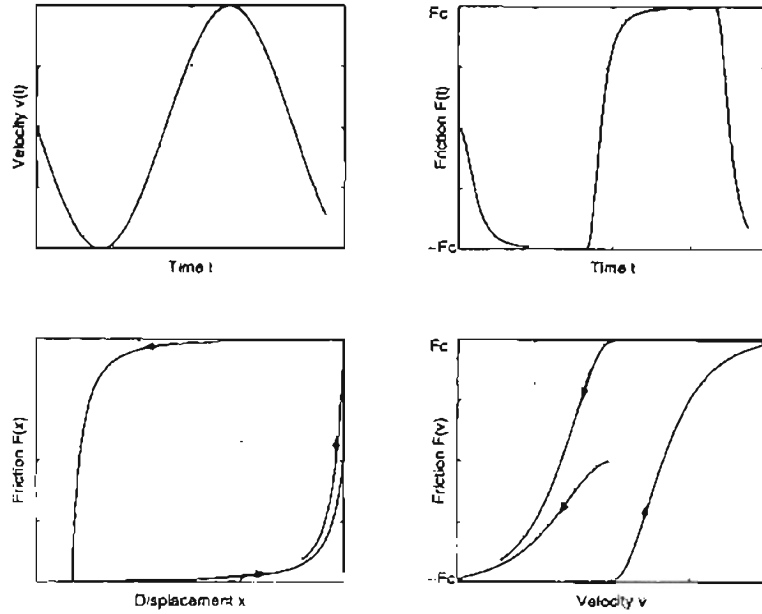 Velocity v(t)
Time t
Fc
Friction F(t)
-Fc
Time t
Friction F(x)
Displacement x
Fc
Friction F(v)
-Fc
Velocity v